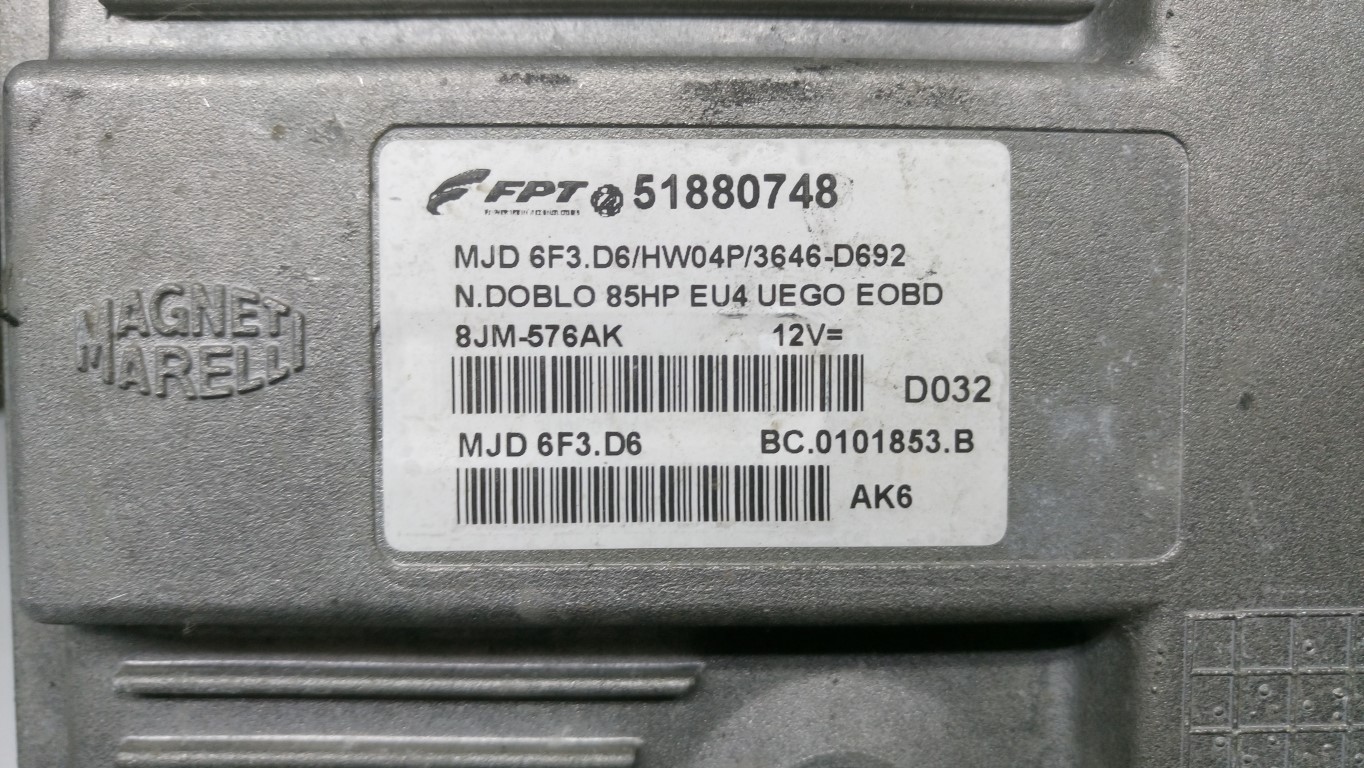 FPT 51880748
MJD 6F3.D6/HW04P/3646-D692
N.DOBLO 85HP EU4 UEGO EOBD
8JM-576AK 12V=
D032
MJD 6F3.D6 BC.0101853.B
AK6
MAGNETI
MARELLI